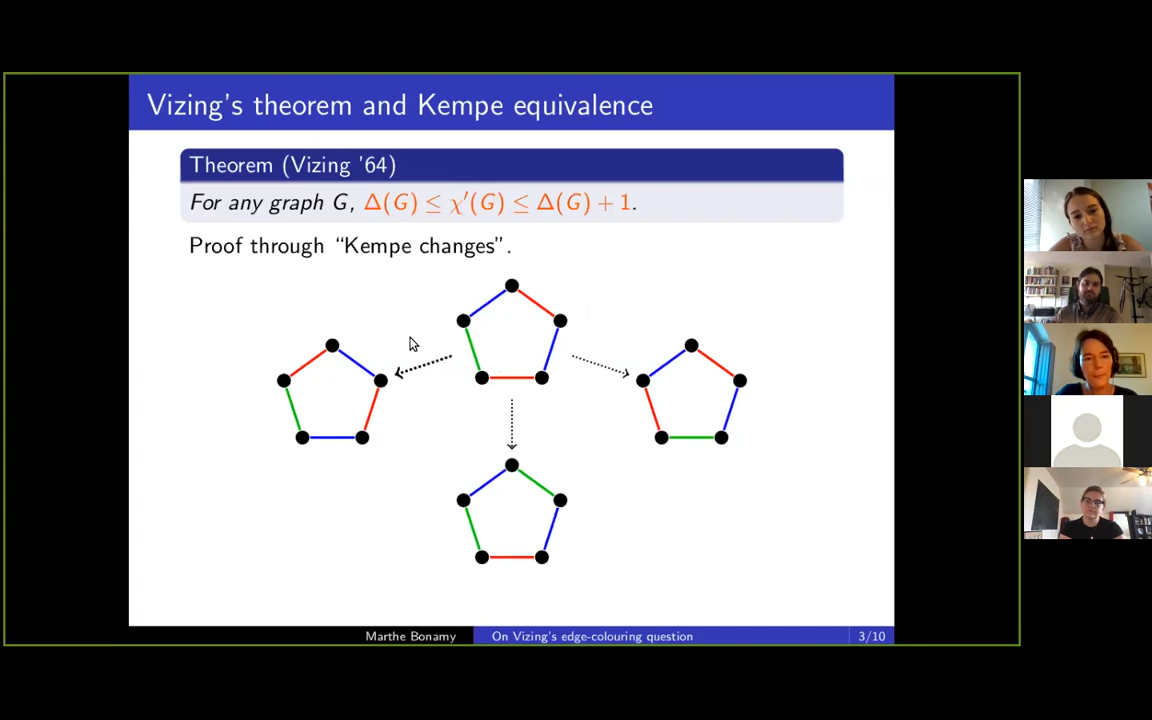 Vizing's theorem and Kempe equivalence
Theorem (Vizing '64)
For any graph G, Δ(G) ≤ χ′(G) ≤ Δ(G) + 1.
Proof through “Kempe changes”.
Marthe Bonamy
On Vizing's edge-colouring question
3/10